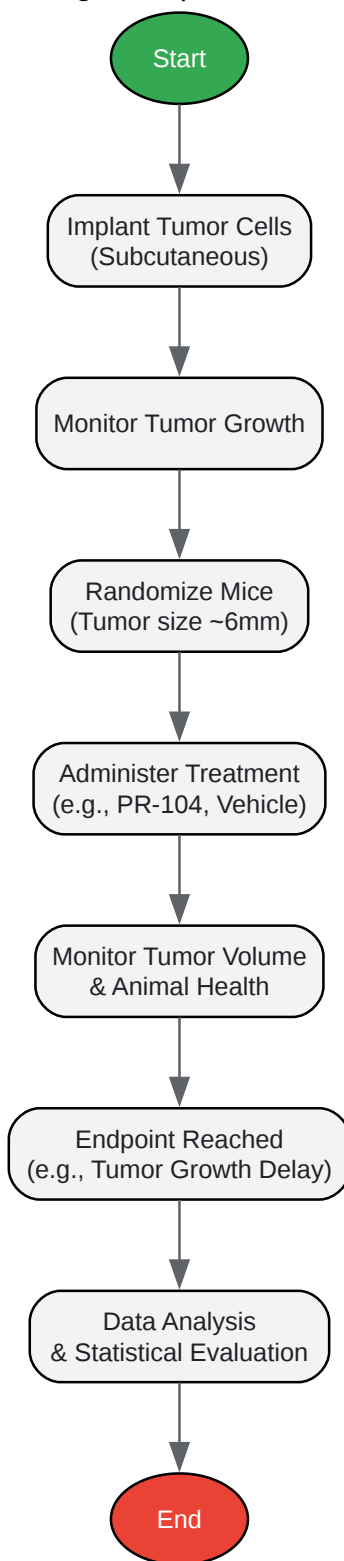 Start
Implant Tumor Cells
(Subcutaneous)
Monitor Tumor Growth
Randomize Mice
(Tumor size ~6mm)
Administer Treatment
(e.g., PR-104, Vehicle)
Monitor Tumor Volume
& Animal Health
Endpoint Reached
(e.g., Tumor Growth Delay)
Data Analysis
& Statistical Evaluation
End